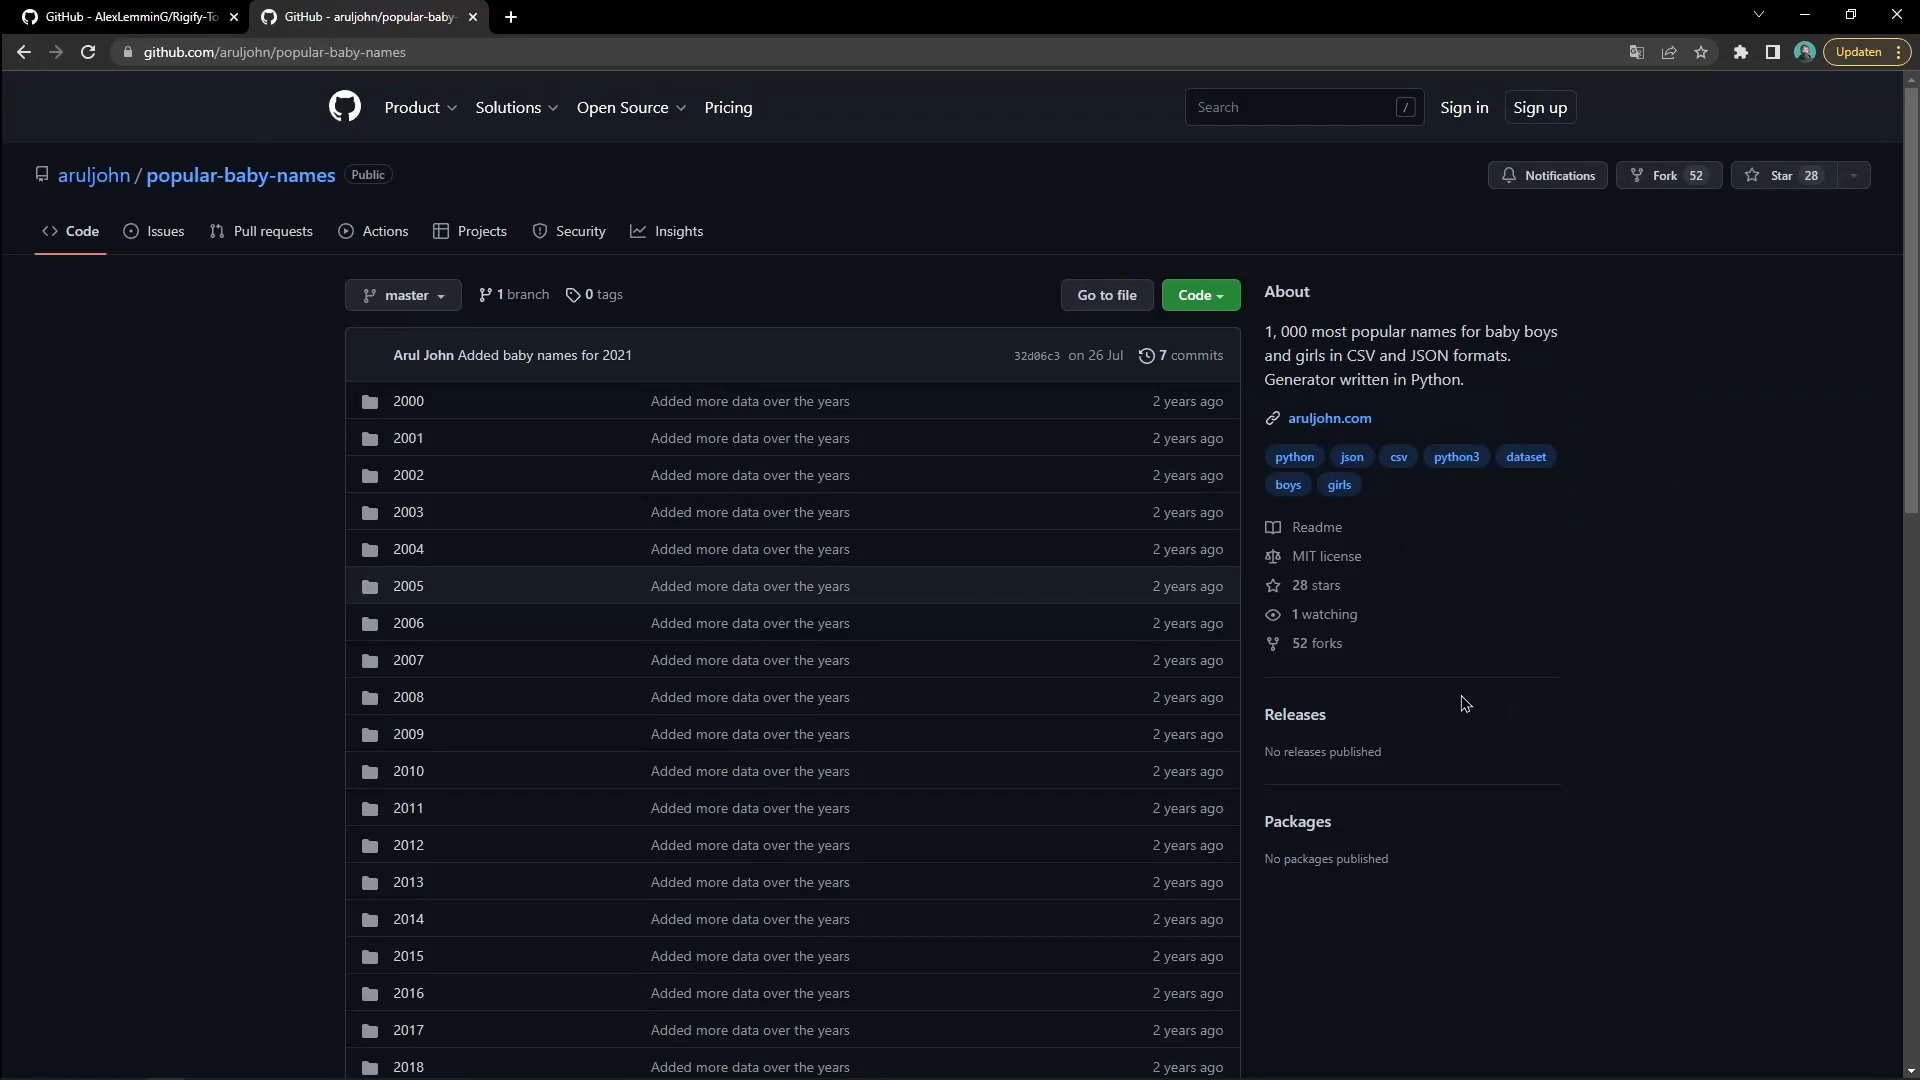 GitHub - AlexLemminG/Rigify-To
GitHub - aruljohn/popular-baby-
github.com/aruljohn/popular-baby-names
Updaten
Product
Solutions
Open Source
Pricing
Search
/
Sign in
Sign up
aruljohn / popular-baby-names
Public
Notifications
Fork 52
Star 28
Code
Issues
Pull requests
Actions
Projects
Security
Insights
master
1 branch
0 tags
Go to file
Code
Arul John Added baby names for 2021
32d06c3 on 26 Jul
7 commits
2000 Added more data over the years 2 years ago
2001 Added more data over the years 2 years ago
2002 Added more data over the years 2 years ago
2003 Added more data over the years 2 years ago
2004 Added more data over the years 2 years ago
2005 Added more data over the years 2 years ago
2006 Added more data over the years 2 years ago
2007 Added more data over the years 2 years ago
2008 Added more data over the years 2 years ago
2009 Added more data over the years 2 years ago
2010 Added more data over the years 2 years ago
2011 Added more data over the years 2 years ago
2012 Added more data over the years 2 years ago
2013 Added more data over the years 2 years ago
2014 Added more data over the years 2 years ago
2015 Added more data over the years 2 years ago
2016 Added more data over the years 2 years ago
2017 Added more data over the years 2 years ago
2018 Added more data over the years 2 years ago
About
1, 000 most popular names for baby boys
and girls in CSV and JSON formats.
Generator written in Python.
aruljohn.com
python json csv python3 dataset
boys girls
Readme
MIT license
28 stars
1 watching
52 forks
Releases
No releases published
Packages
No packages published